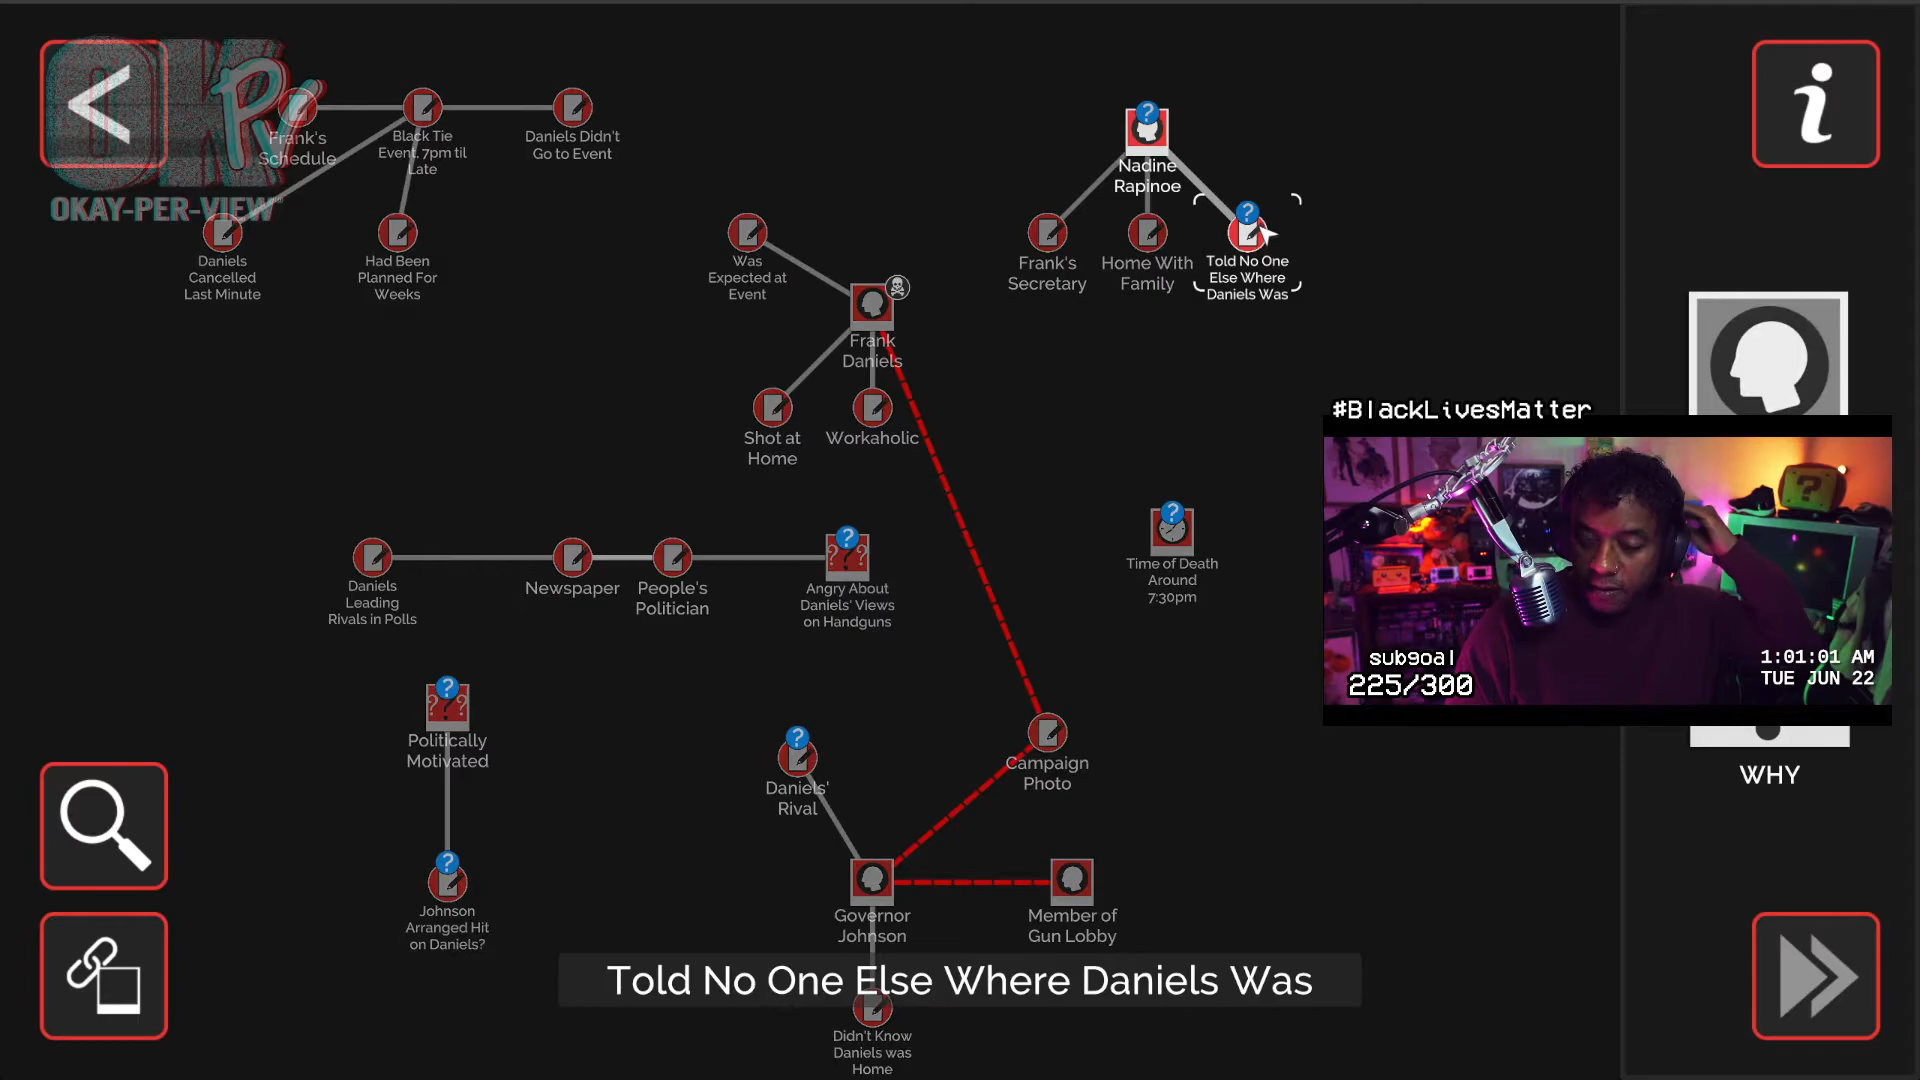 OKPV
OKAY-PER-VIEW
Frank's
Schedule
Black Tie
Event, 7pm til
Late
Daniels Didn't
Go to Event
Daniels
Cancelled
Last Minute
Had Been
Planned For
Weeks
Was
Expected at
Event
Frank
Daniels
Shot at
Home
Workaholic
?
Nadine
Rapinoe
Frank's
Secretary
Home With
Family
?
Told No One
Else Where
Daniels Was
i
#BlackLivesMatter
?
subgoal
225/300
1:01:01 AM
TUE JUN 22
WHY
Daniels
Leading
Rivals in Polls
Newspaper
People's
Politician
?
???
Angry About
Daniels' Views
on Handguns
?
Time of Death
Around
7:30pm
?
???
Politically
Motivated
?
Johnson
Arranged Hit
on Daniels?
?
Daniels'
Rival
Campaign
Photo
Governor
Johnson
Member of
Gun Lobby
Told No One Else Where Daniels Was
Didn't Know
Daniels was
Home